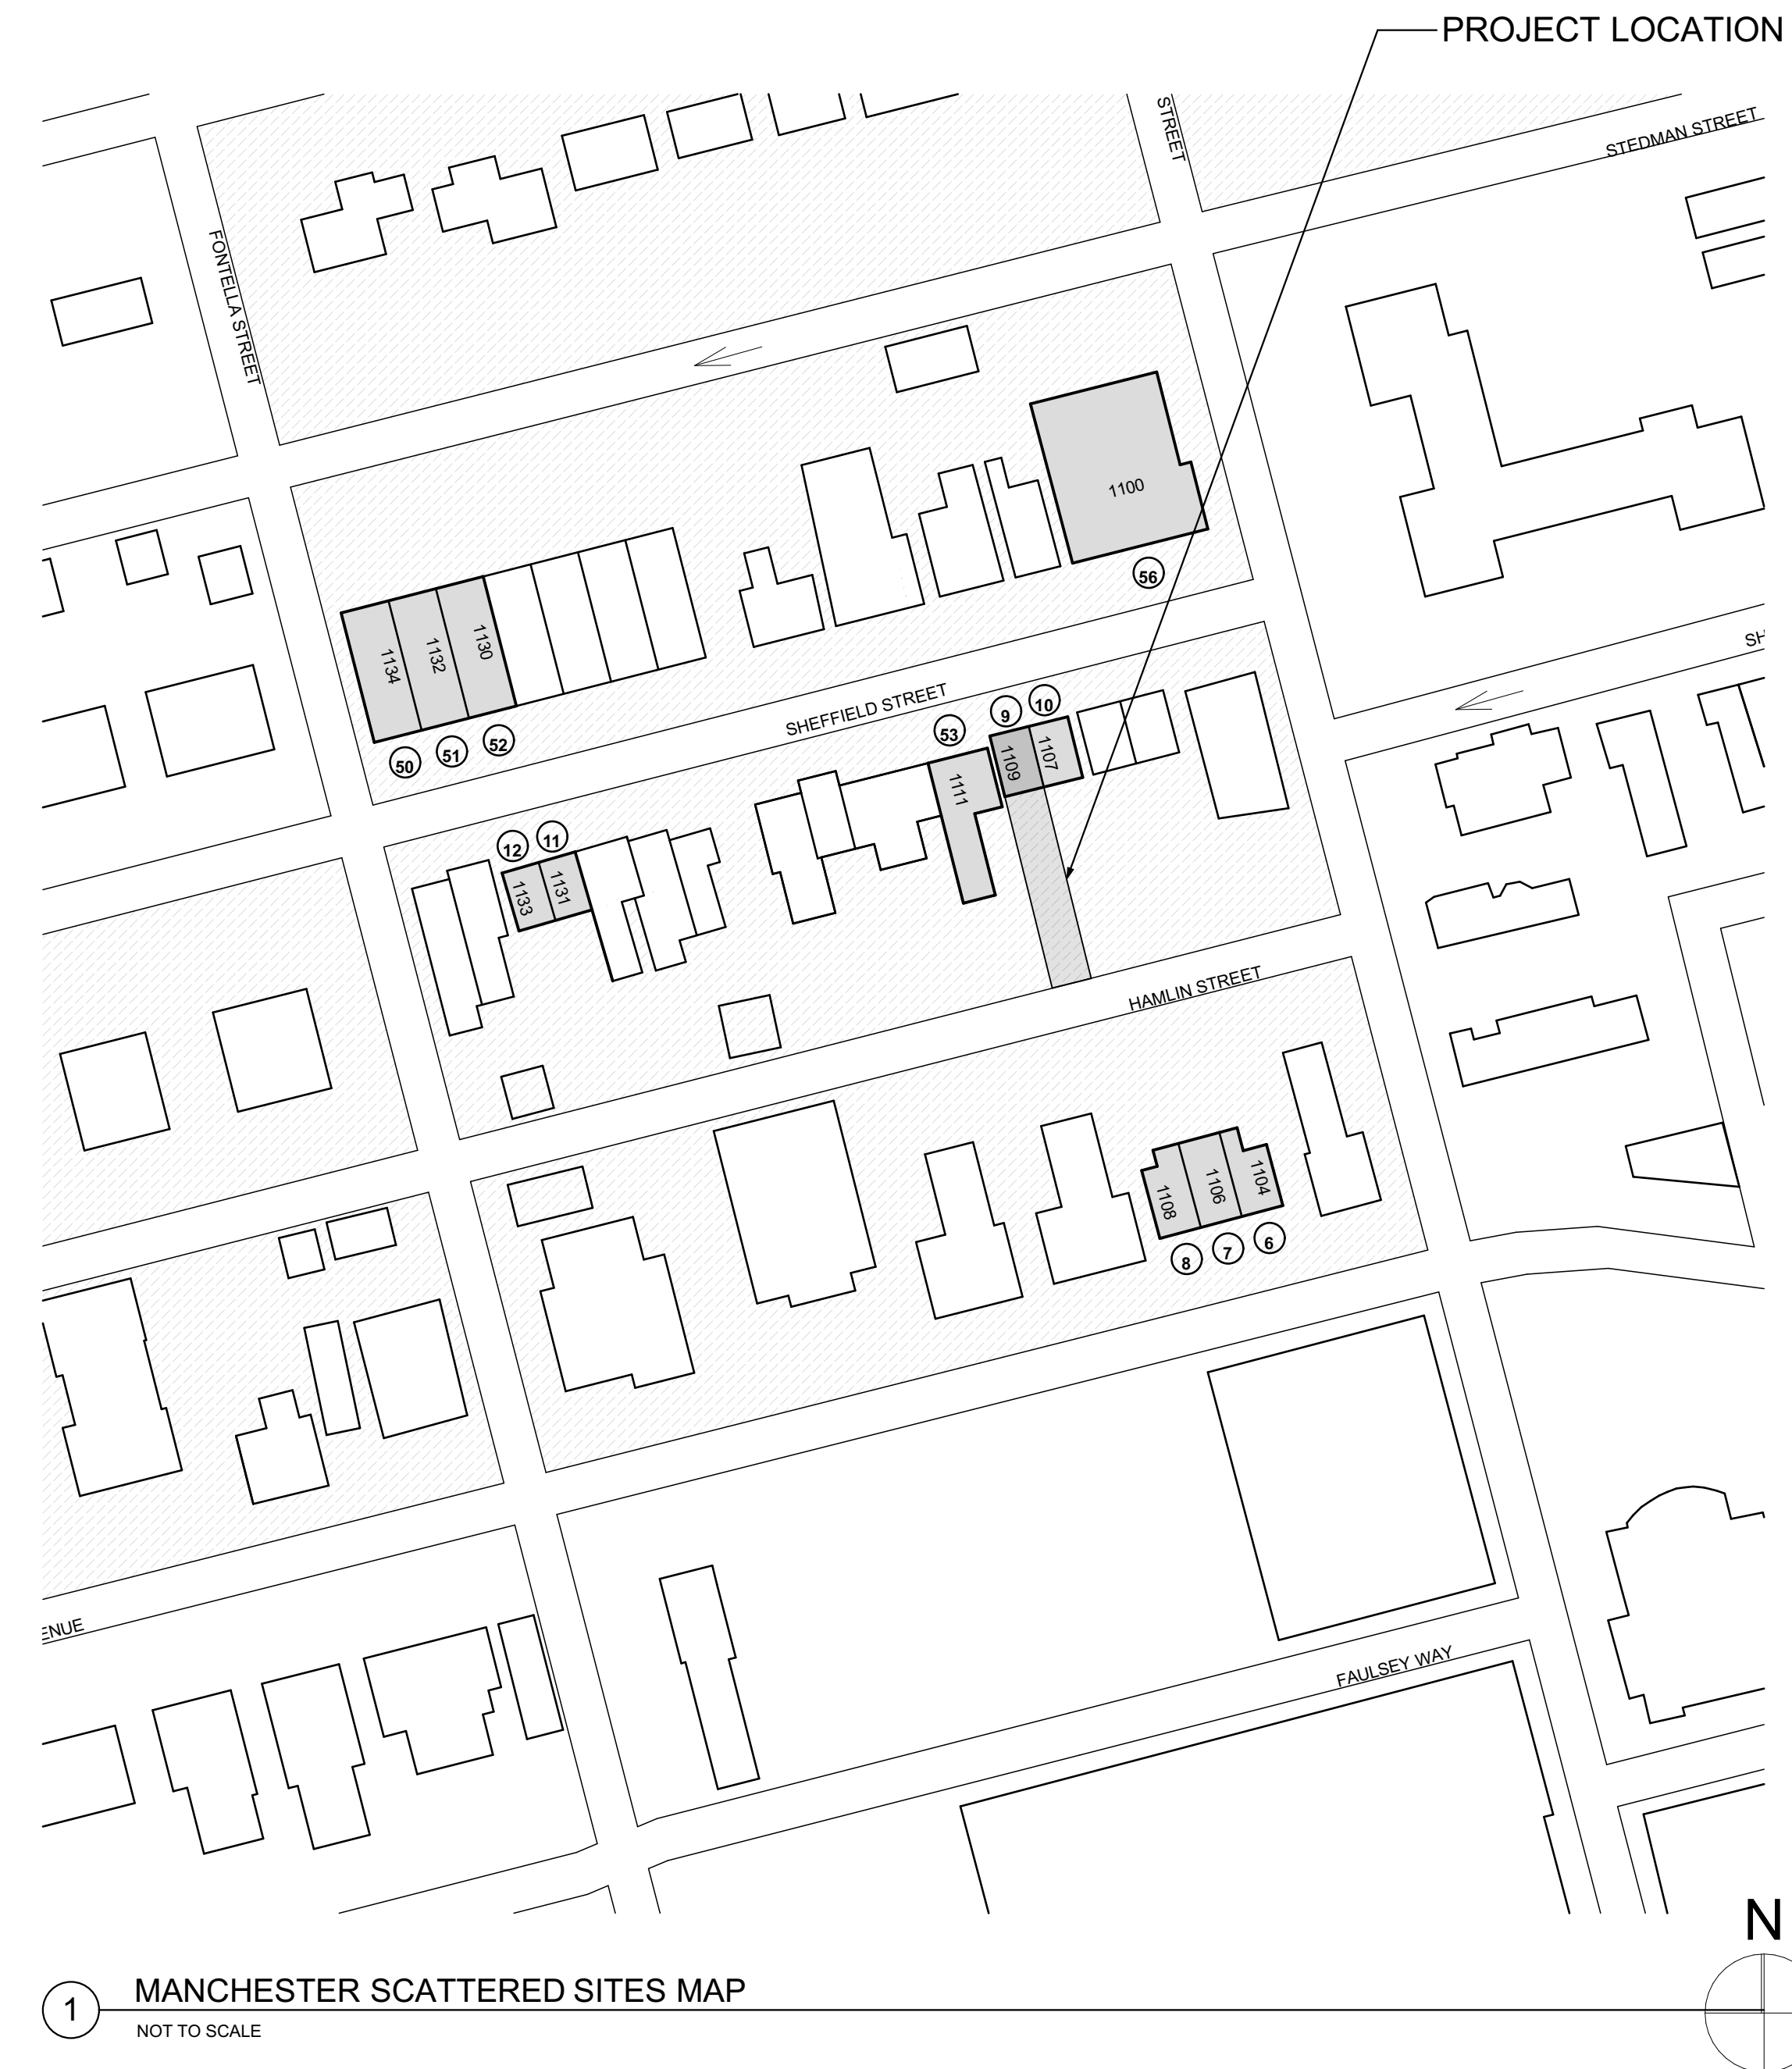 PROJECT LOCATION
STREET
STEDMAN STREET
FONTELLA STREET
1100
56
1134
1132
1130
50
51
52
SHEFFIELD STREET
SH
53
9
10
1111
1109
1107
12
11
1133
1131
HAMLIN STREET
1108
1106
1104
8
7
6
ENUE
FAULSEY WAY
N
1
MANCHESTER SCATTERED SITES MAP
NOT TO SCALE